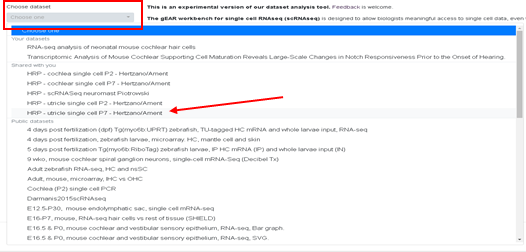 Choose dataset
This is an experimental version of our dataset analysis tool. Feedback is welcome.
Choose one
The gEAR workbench for single cell RNAseq (scRNAseq) is designed to allow biologists meaningful access to single cell data, even
Choose one
Your datasets
RNA-seq analysis of neonatal mouse cochlear hair cells
Transcriptomic Analysis of Mouse Cochlear Supporting Cell Maturation Reveals Large-Scale Changes in Notch Responsiveness Prior to the Onset of Hearing.
Shared with you
HRP - cochlea single cell P2 - Hertzano/Ament
HRP - cochlear single cell P7 - Hertzano/Ament
HRP - scRNASeq neuromast Piotrowski
HRP - utricle single cell P2 - Hertzano/Ament
HRP - utricle single cell P7 - Hertzano/Ament
Public datasets
4 days post fertilization (dpf) Tg(myo6b:UPRT) zebrafish, TU-tagged HC mRNA and whole larvae input, RNA-seq
4 days post fertilization, zebrafish larvae, microarray, HC, mantle cell and skin
5 days post fertilization Tg(myo6b:RiboTag) zebrafish, IP HC mRNA (IP) and whole larvae input (IN)
9 wko, mouse cochlear spiral ganglion neurons, single-cell mRNA-Seq (Decibel Tx)
Adult zebrafish RNA-seq, HC and nsSC
Adult, mouse, microarray, IHC vs OHC
Cochlea (P2) single cell PCR
Darmanis2015scRNAseq
E12.5-P30, mouse endolymphatic sac, single cell mRNA-seq
E16-P7, mouse, RNA-seq hair cells vs rest of tissue (SHIELD)
E16.5 & P0, mouse cochlear and vestibular sensory epithelium, RNA-seq, Bar graph
E16.5 & P0, mouse cochlear and vestibular sensory epithelium, RNA-seq, SVG